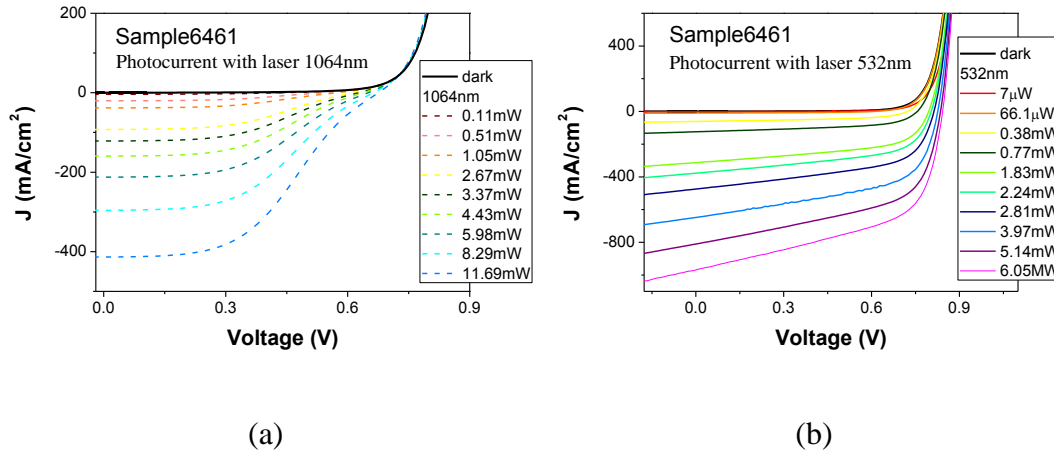 Sample6461
Photocurrent with laser 1064nm
dark
1064nm
0.11mW
0.51mW
1.05mW
2.67mW
3.37mW
4.43mW
5.98mW
8.29mW
11.69mW
200
0
-200
-400
J (mA/cm²)
0.0
0.3
0.6
0.9
Voltage (V)
(a)
Sample6461
Photocurrent with laser 532nm
dark
532nm
7μW
66.1μW
0.38mW
0.77mW
1.83mW
2.24mW
2.81mW
3.97mW
5.14mW
6.05MW
400
0
-400
-800
J (mA/cm²)
0.0
0.3
0.6
0.9
Voltage (V)
(b)